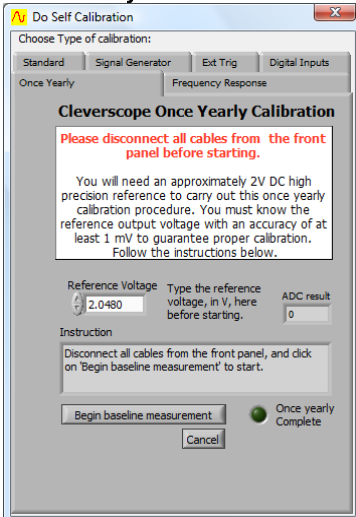 Do Self Calibration
Choose Type of calibration:
Standard
Signal Generator
Ext Trig
Digital Inputs
Once Yearly
Frequency Response
Cleverscope Once Yearly Calibration
Please disconnect all cables from the front
panel before starting.
You will need an approximately 2V DC high
precision reference to carry out this once yearly
calibration procedure. You must know the
reference output voltage with an accuracy of at
least 1 mV to guarantee proper calibration.
Follow the instructions below.
Reference Voltage
2.0480
Type the reference
voltage, in V, here
before starting.
ADC result
0
Instruction
Disconnect all cables from the front panel, and click
on 'Begin baseline measurement' to start.
Begin baseline measurement
Once yearly
Complete
Cancel